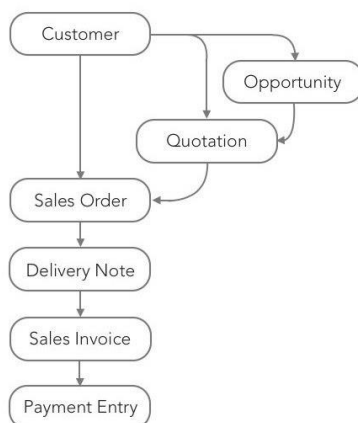 Customer
Opportunity
Quotation
Sales Order
Delivery Note
Sales Invoice
Payment Entry